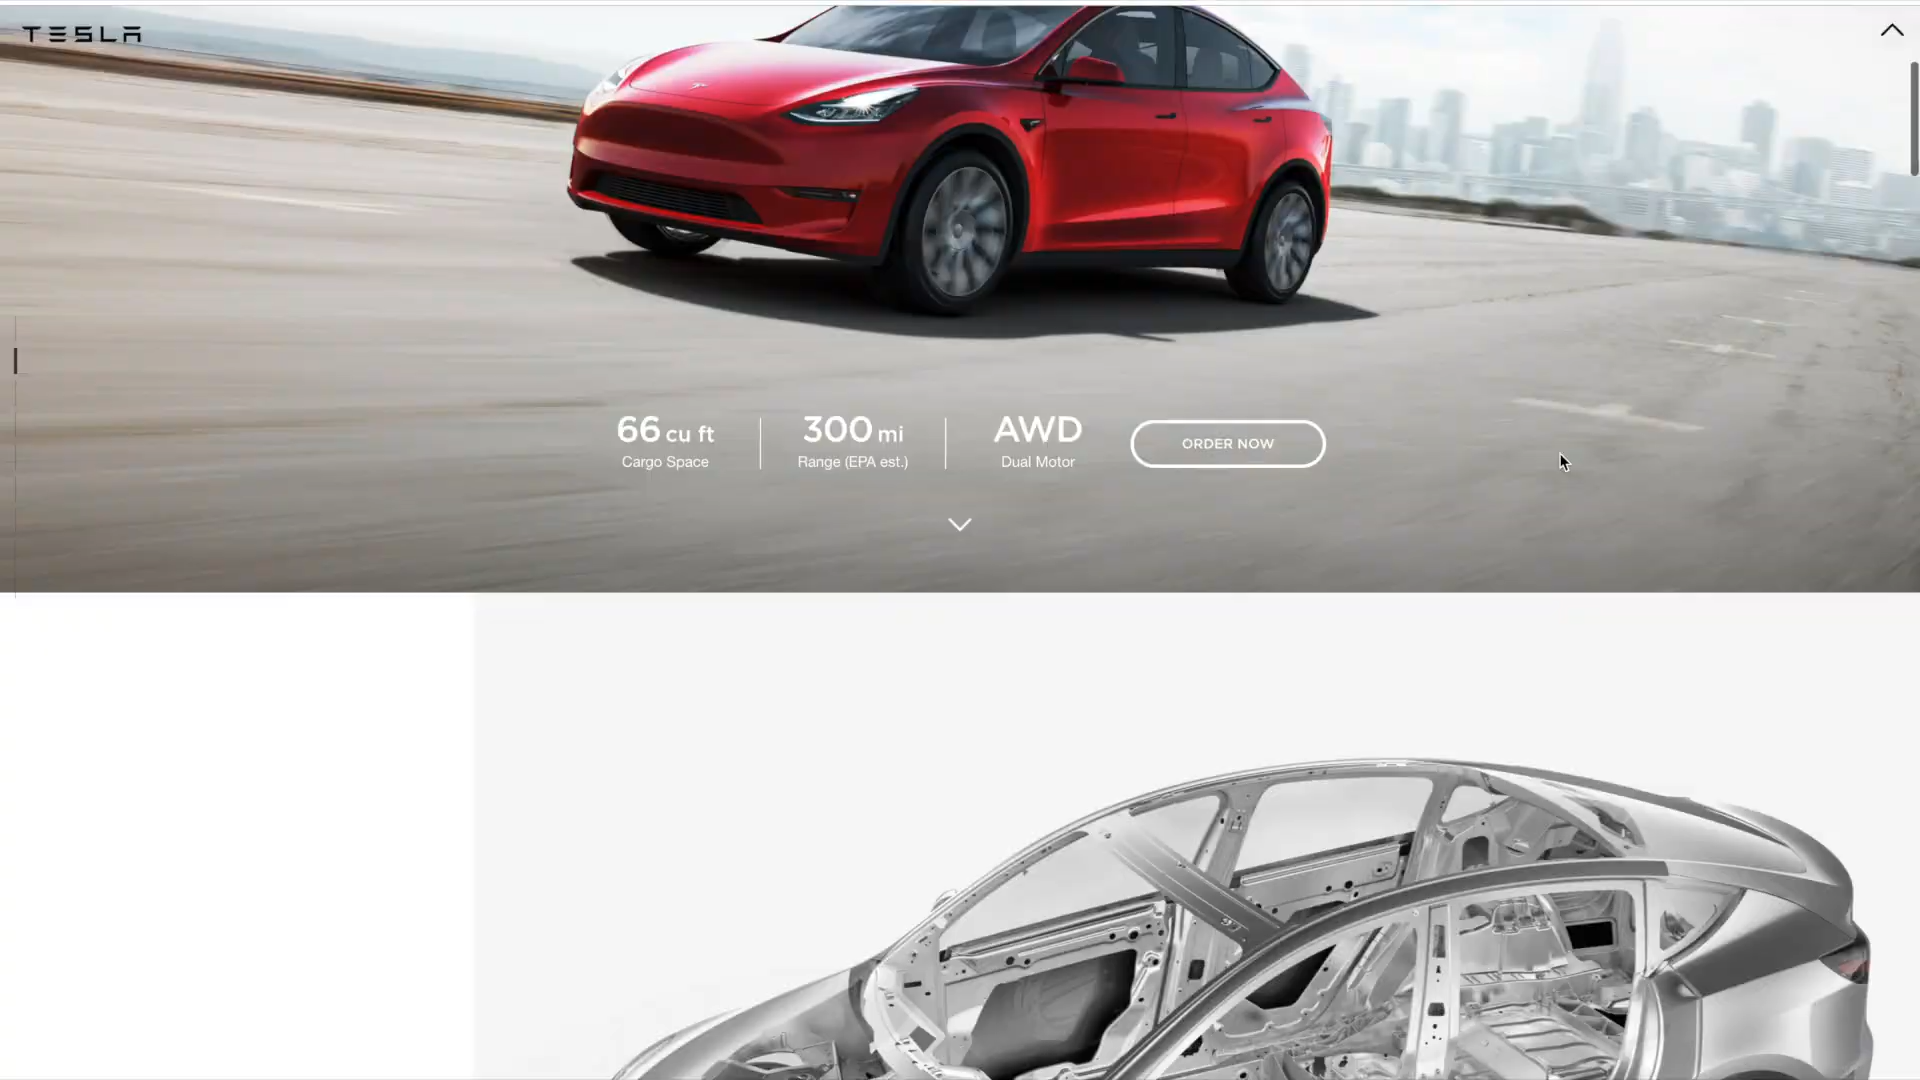 TESLA
66 cu ft
Cargo Space
300 mi
Range (EPA est.)
AWD
Dual Motor
ORDER NOW